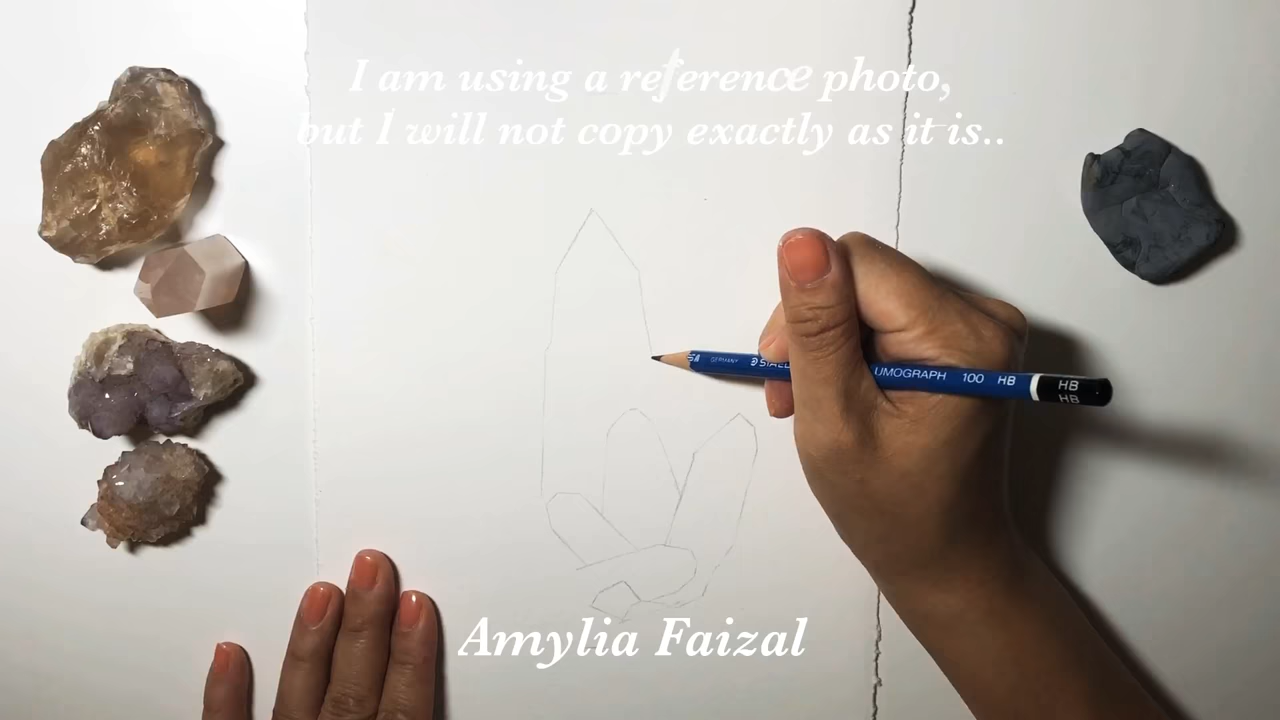 I am using a reference photo,
but I will not copy exactly as it is..
GERMANY STAEDTLER UMOGRAPH 100 HB HB
HB
Amylia Faizal